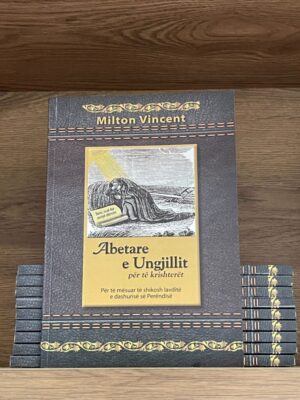 Milton Vincent
Abetare
e Ungjillit
për të krishterët
Për të mësuar të shikosh lavditë
e dashurisë së Perëndisë